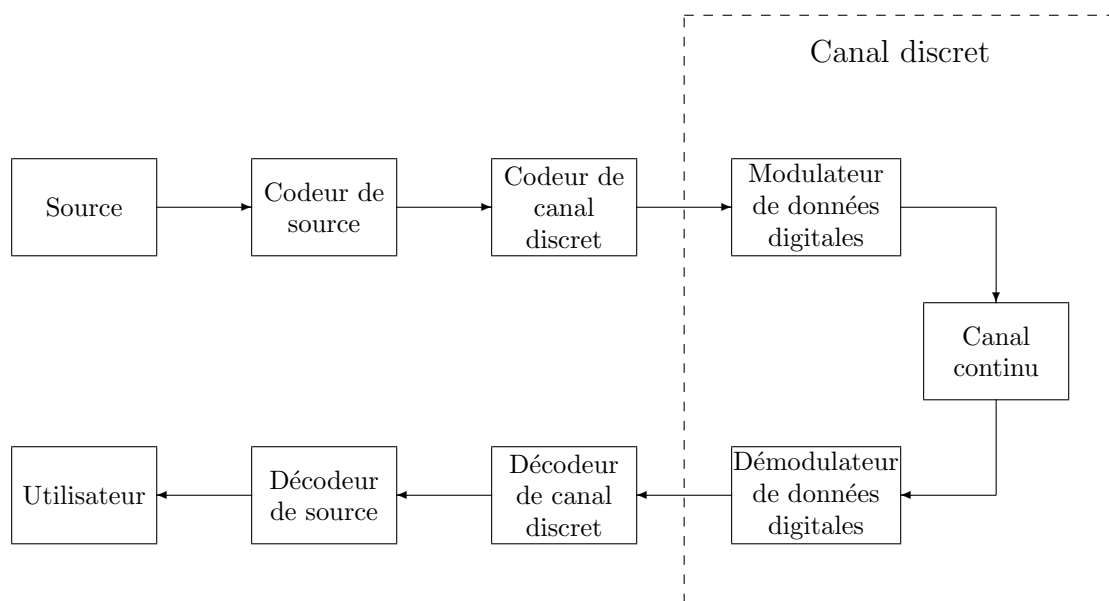 Canal discret
Source
Codeur de
source
Codeur de
canal
discret
Modulateur
de données
digitales
Canal
continu
Utilisateur
Décodeur
de source
Décodeur
de canal
discret
Démodulateur
de données
digitales